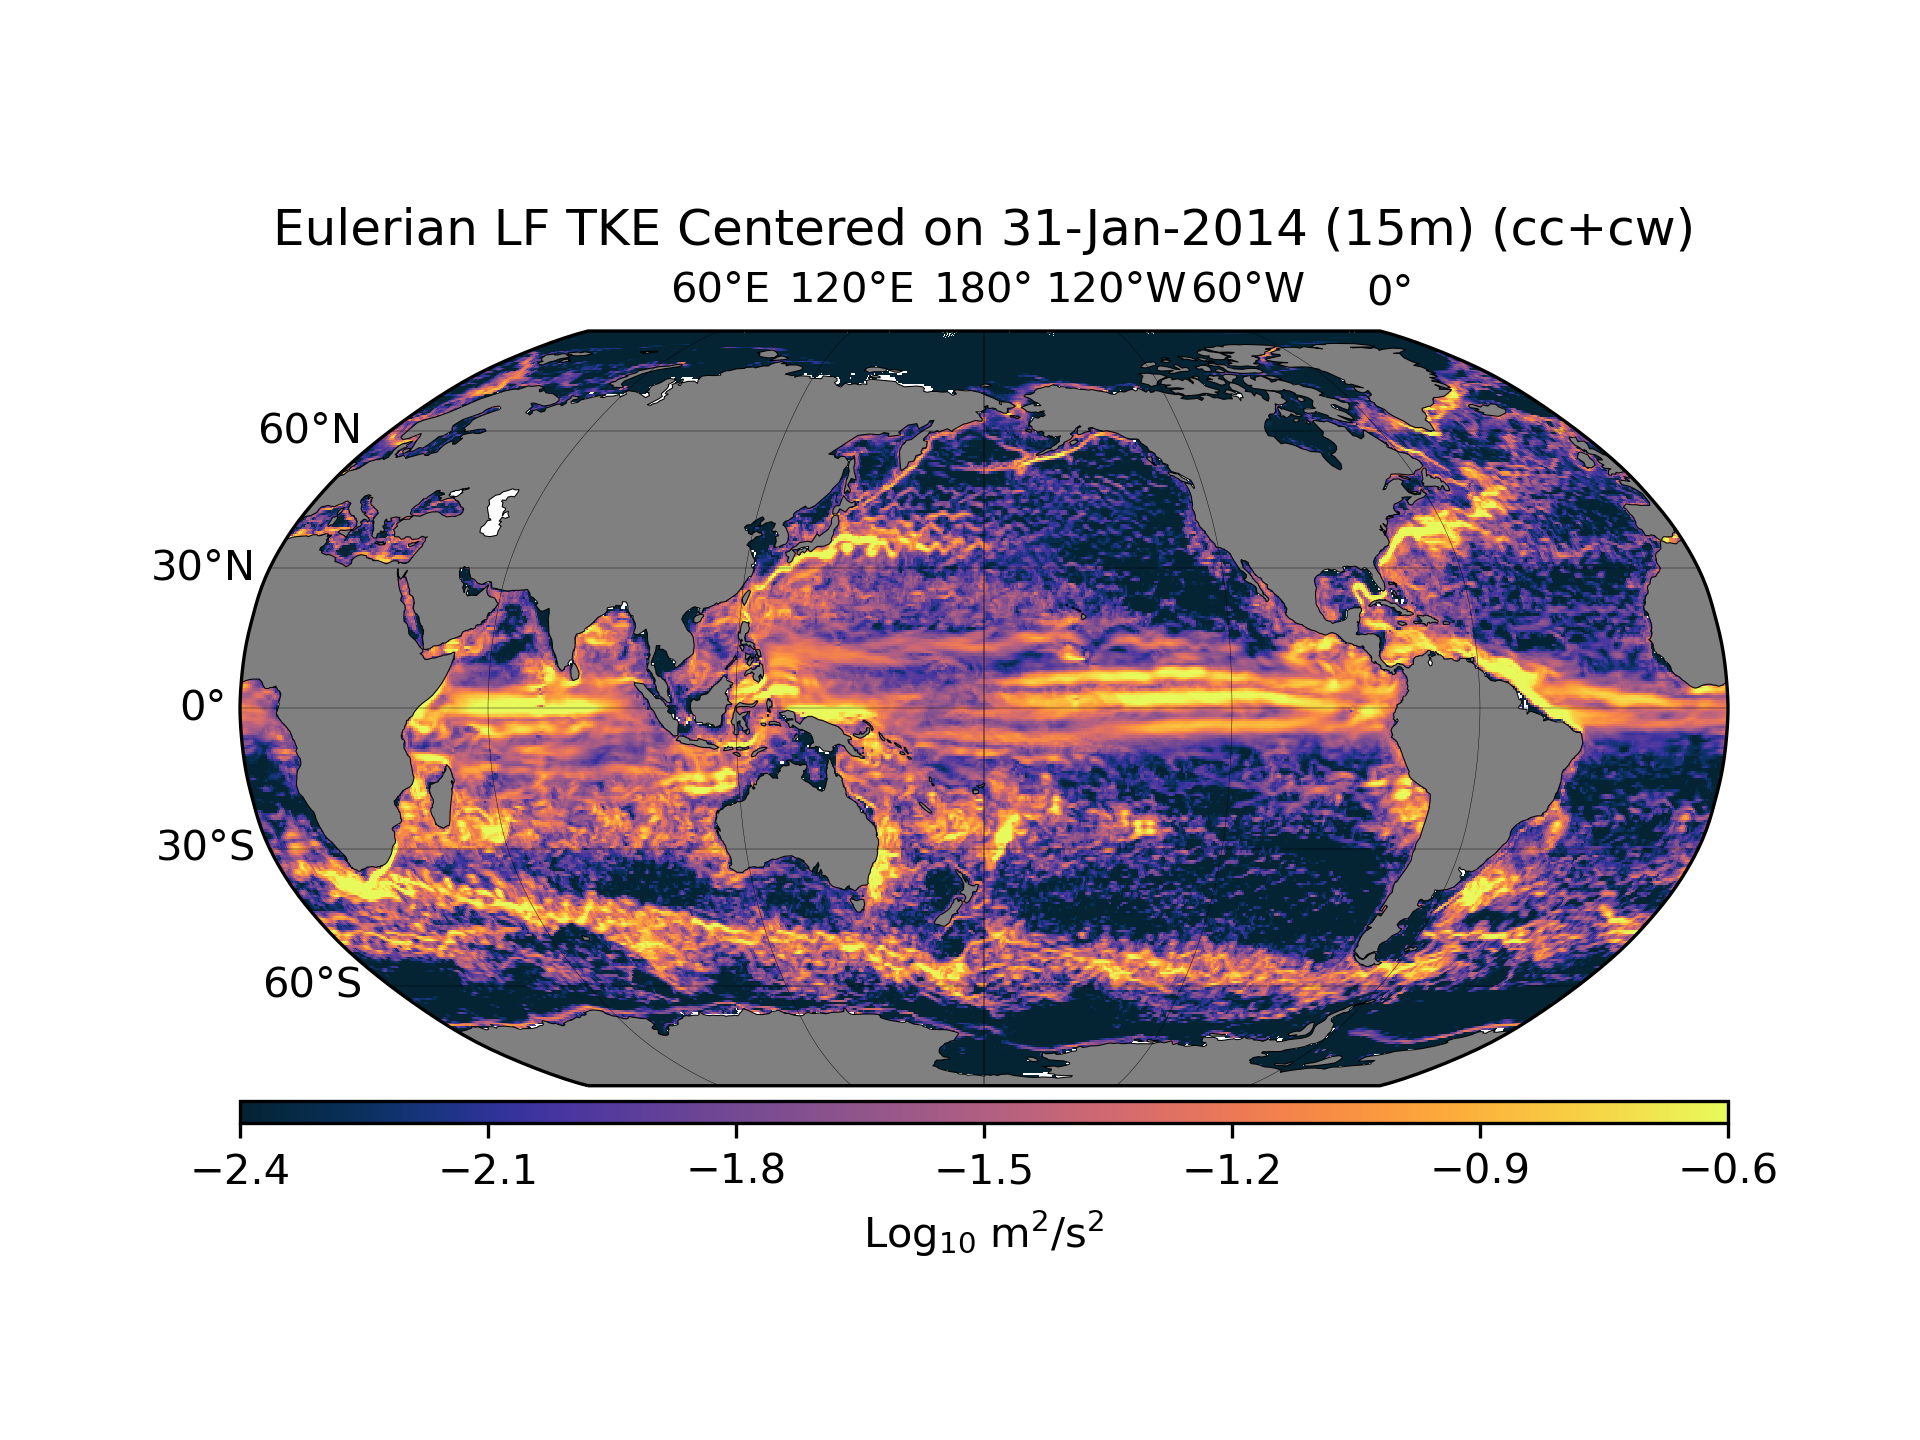 Eulerian LF TKE Centered on 31-Jan-2014 (15m) (cc+cw)
60°E 120°E 180° 120°W 60°W 0°
60°N
30°N
0°
30°S
60°S
−2.4 −2.1 −1.8 −1.5 −1.2 −0.9 −0.6
Log₁₀ m²/s²